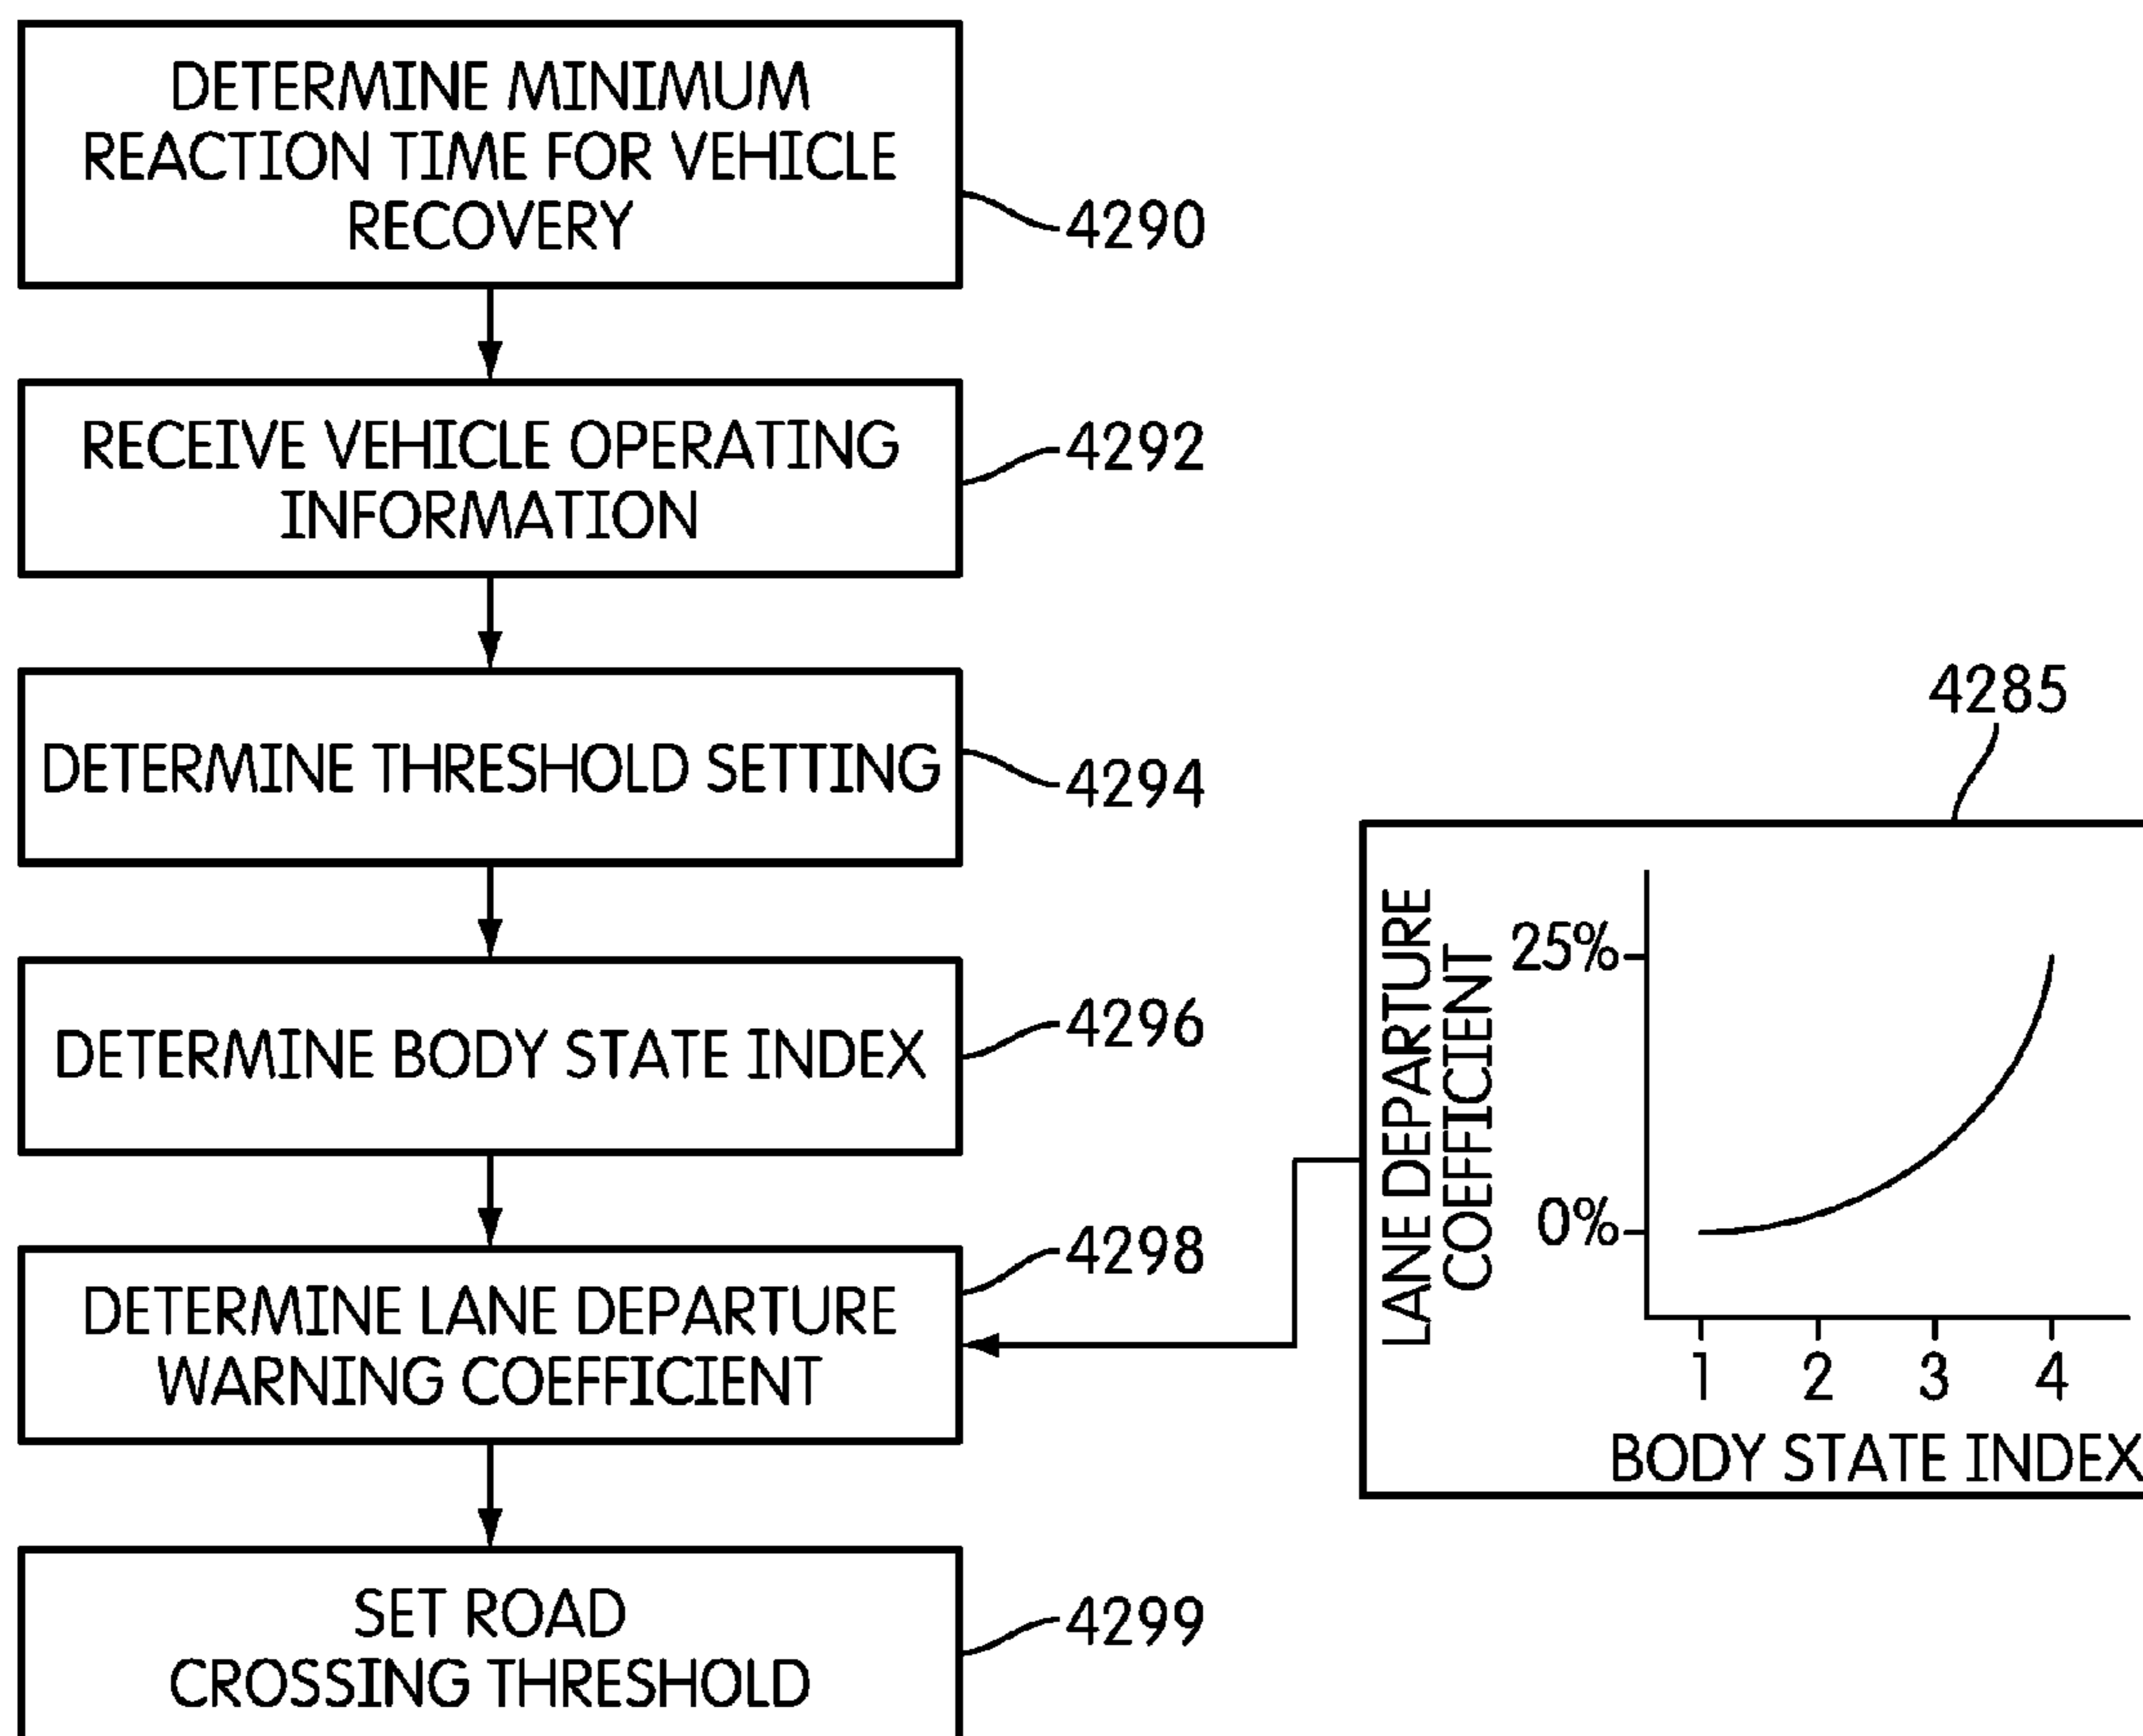 DETERMINE MINIMUM
REACTION TIME FOR VEHICLE
RECOVERY
4290
RECEIVE VEHICLE OPERATING
INFORMATION
4292
DETERMINE THRESHOLD SETTING
4294
DETERMINE BODY STATE INDEX
4296
DETERMINE LANE DEPARTURE
WARNING COEFFICIENT
4298
SET ROAD
CROSSING THRESHOLD
4299
4285
LANE DEPARTURE
COEFFICIENT
25%
0%
1 2 3 4
BODY STATE INDEX